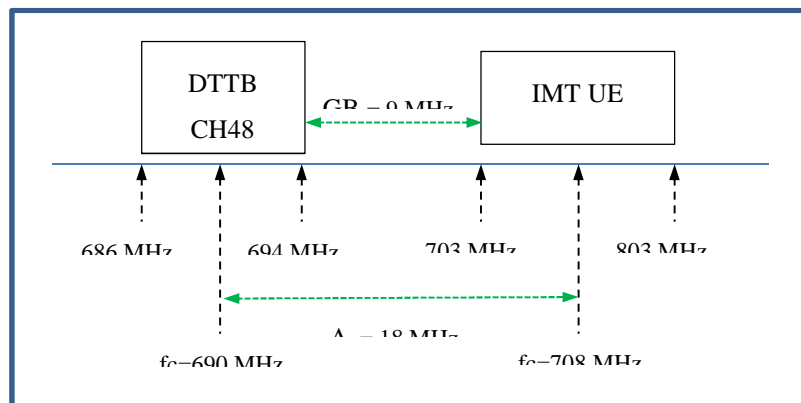 DTTB
CH48
GB = 9 MHz
IMT UE
686 MHz
694 MHz
703 MHz
803 MHz
= 18 MHz
fc=690 MHz
fc=708 MHz